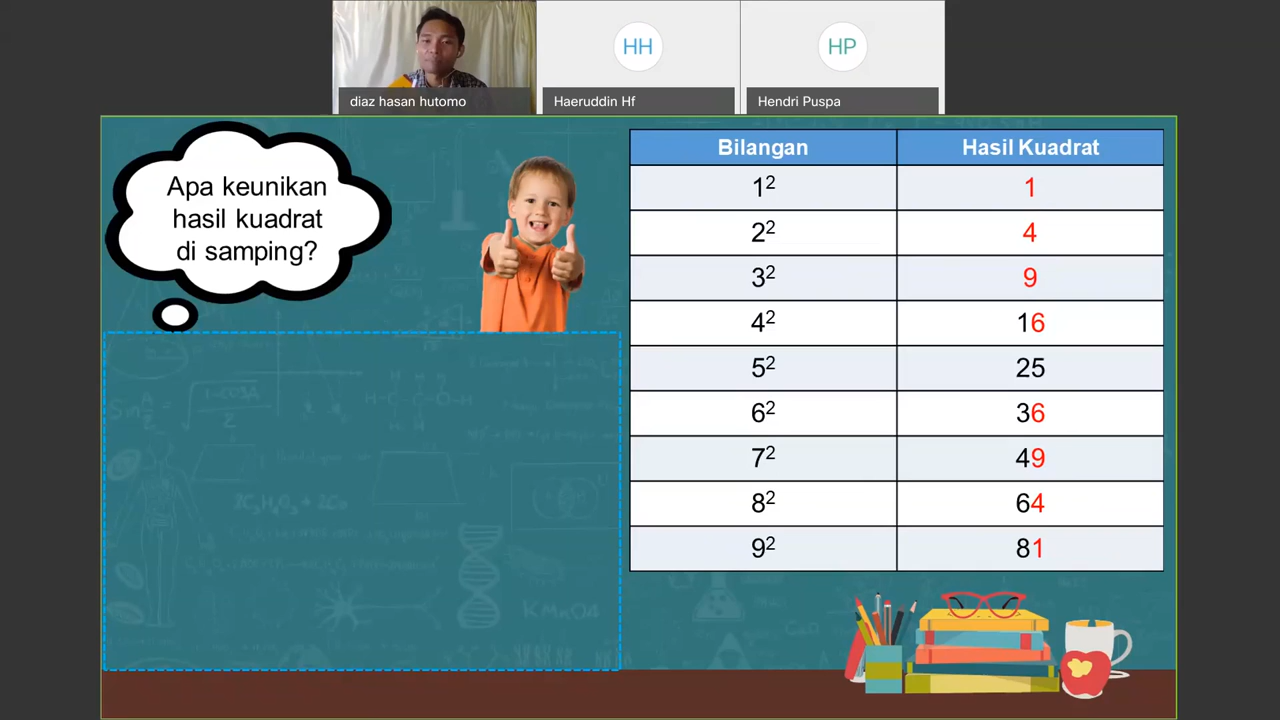 HH
HP
diaz hasan hutomo
Haeruddin Hf
Hendri Puspa
Apa keunikan
hasil kuadrat
di samping?
Bilangan Hasil Kuadrat
1² 1
2² 4
3² 9
4² 16
5² 25
6² 36
7² 49
8² 64
9² 81
KMnO4